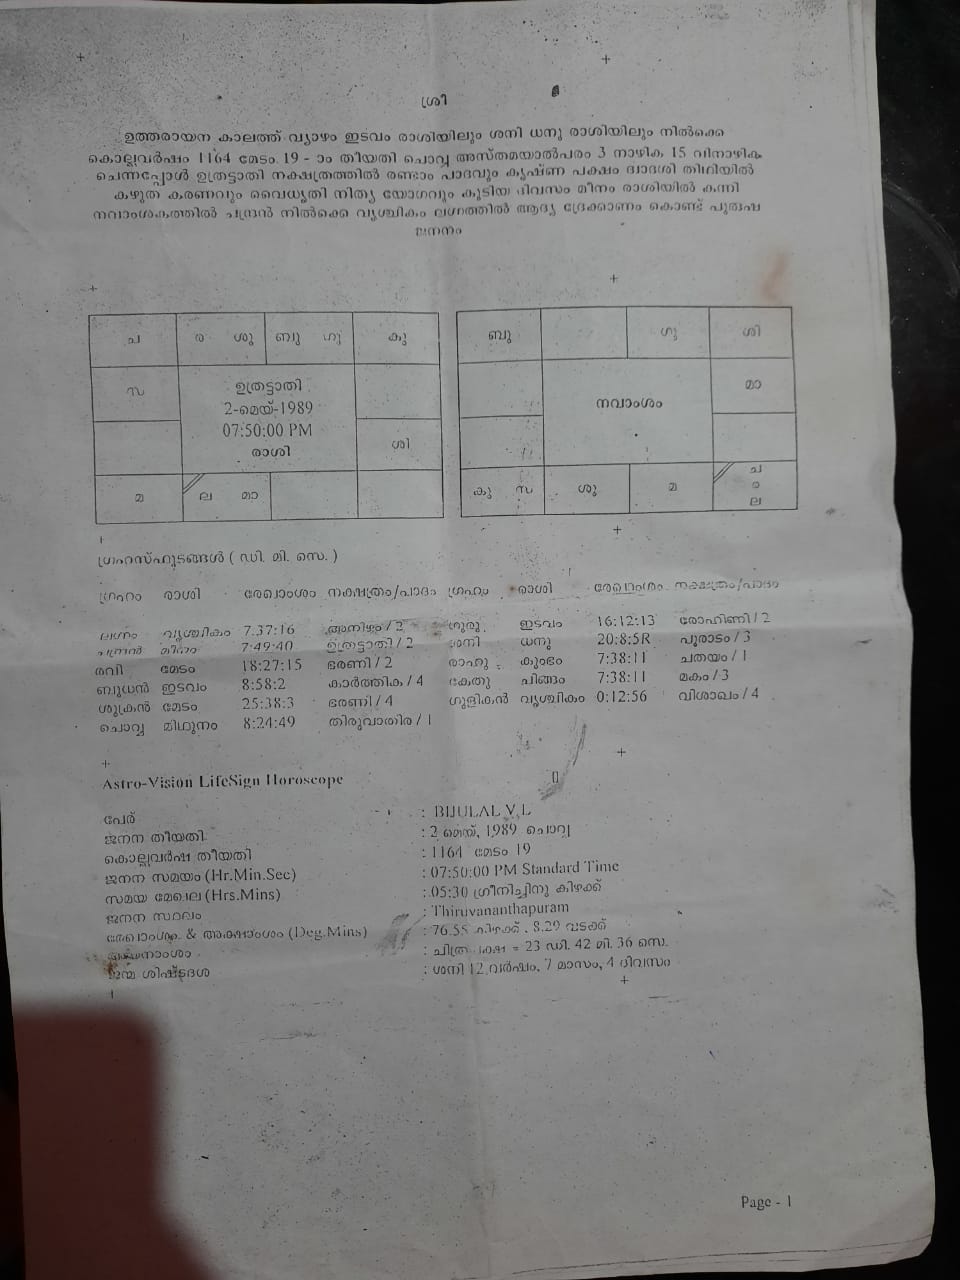 ശ്രീ
ഉത്തരായന കാലത്ത് വ്യാഴം ഇടവം രാശിയിലും ശനി ധനു രാശിയിലും നിൽക്കെ
കൊല്ലവർഷം 1164 മേടം 19 - ാം തിയതി ചൊവ്വ അസ്തമയാൽപരം 3 നാഴിക 15 വിനാഴിക
ചെന്നപ്പോൾ ഉത്രട്ടാതി നക്ഷത്രത്തിൽ രണ്ടാം പാദവും കൃഷ്ണ പക്ഷം ദ്വാദശി തിഥിയിൽ
കഴുത കരണവും വൈധൃതി നിത്യ യോഗവും കൂടിയ ദിവസം മീനം രാശിയിൽ കന്നി
നവാംശകത്തിൽ ചന്ദ്രൻ നിൽക്കെ വൃശ്ചികം ലഗ്നത്തിൽ ആദ്യ ദ്രേക്കാണം കൊണ്ട് പുരുഷ
ജനനം
ച ര ശു ബു ഗു കു
സ
ഉത്രട്ടാതി
2-മെയ്-1989
07:50:00 PM
രാശി
ശി
മ ല മാ
ബു ഗു ശി
നവാംശം
മാ
കു സ ശു മ ച
ര
ല
ഗ്രഹസ്ഫുടങ്ങൾ ( ഡി. മി. സെ. )
ഗ്രഹം രാശി രേഖാംശം നക്ഷത്രം/പാദം ഗ്രഹം രാശി രേഖാംശം നക്ഷത്രം/പാദം
ലഗ്നം വൃശ്ചികം 7:37:16 അനിഴം / 2 ഗുരു ഇടവം 16:12:13 രോഹിണി / 2
ചന്ദ്രൻ മീനം 7:49:40 ഉത്രട്ടാതി / 2 ശനി ധനു 20:8:5R പൂരാടം / 3
രവി മേടം 18:27:15 ഭരണി / 2 രാഹു കുംഭം 7:38:11 ചതയം / 1
ബുധൻ ഇടവം 8:58:2 കാർത്തിക / 4 കേതു ചിങ്ങം 7:38:11 മകം / 3
ശുക്രൻ മേടം 25:38:3 ഭരണി / 4 ഗുളികൻ വൃശ്ചികം 0:12:56 വിശാഖം / 4
ചൊവ്വ മിഥുനം 8:24:49 തിരുവാതിര / 1
Astro-Vision LifeSign Horoscope
പേര് : BIJULAL V.L
ജനന തീയതി : 2 മെയ്, 1989 ചൊവ്വ
കൊല്ലവർഷ തീയതി : 1164 മേടം 19
ജനന സമയം (Hr.Min.Sec) : 07:50:00 PM Standard Time
സമയ മേഖല (Hrs.Mins) : 05:30 ഗ്രീനിച്ചിനു കിഴക്ക്
ജനന സ്ഥലം : Thiruvananthapuram
രേഖാംശം & അക്ഷാംശം (Deg.Mins) : 76.55 കിഴക്ക് , 8.29 വടക്ക്
അയനാംശം : ചിത്ര പക്ഷ = 23 ഡി. 42 മി. 36 സെ.
ജന്മ ശിഷ്ടദശ : ശനി 12 വർഷം, 7 മാസം, 4 ദിവസം
Page - 1